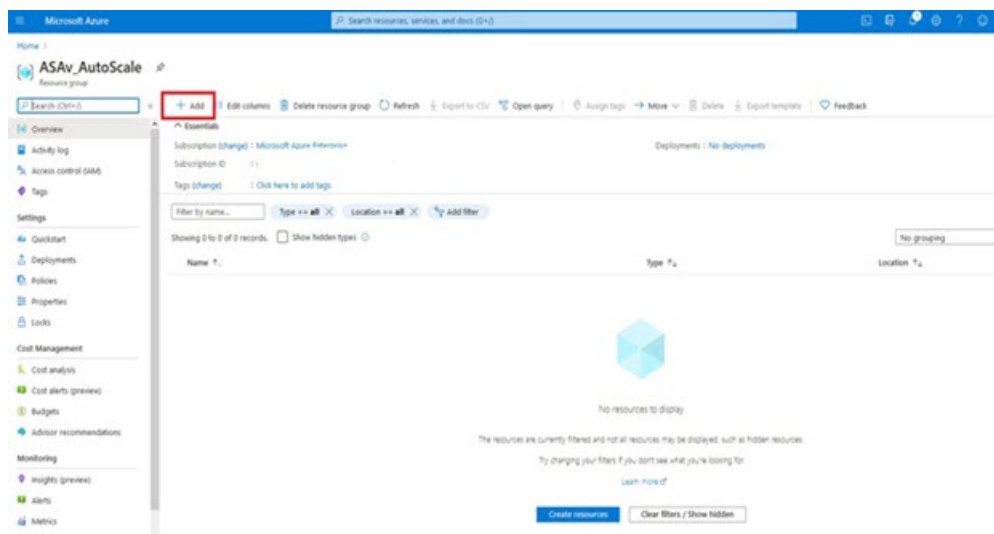 Microsoft Azure
Search resources, services, and docs (G+/)
Home >
ASAv_AutoScale
Resource group
Search (Ctrl+/)
+ Add Edit columns Delete resource group Refresh Export to CSV Open query Assign tags Move Delete Export template Feedback
Essentials
Subscription (change) : Microsoft Azure Enterprise
Deployments : No deployments
Subscription ID :
Tags (change) : Click here to add tags
Filter by name... Type == all Location == all Add filter
Showing 0 to 0 of 0 records. Show hidden types
No grouping
Name Type Location
Overview
Activity log
Access control (IAM)
Tags
Settings
Quickstart
Deployments
Policies
Properties
Locks
Cost Management
Cost analysis
Cost alerts (preview)
Budgets
Advisor recommendations
Monitoring
Insights (preview)
Alerts
Metrics
No resources to display
The resources are currently filtered and not all resources may be displayed, such as hidden resources.
Try changing your filters if you don't see what you're looking for.
Learn more
Create resources Clear filters / Show hidden